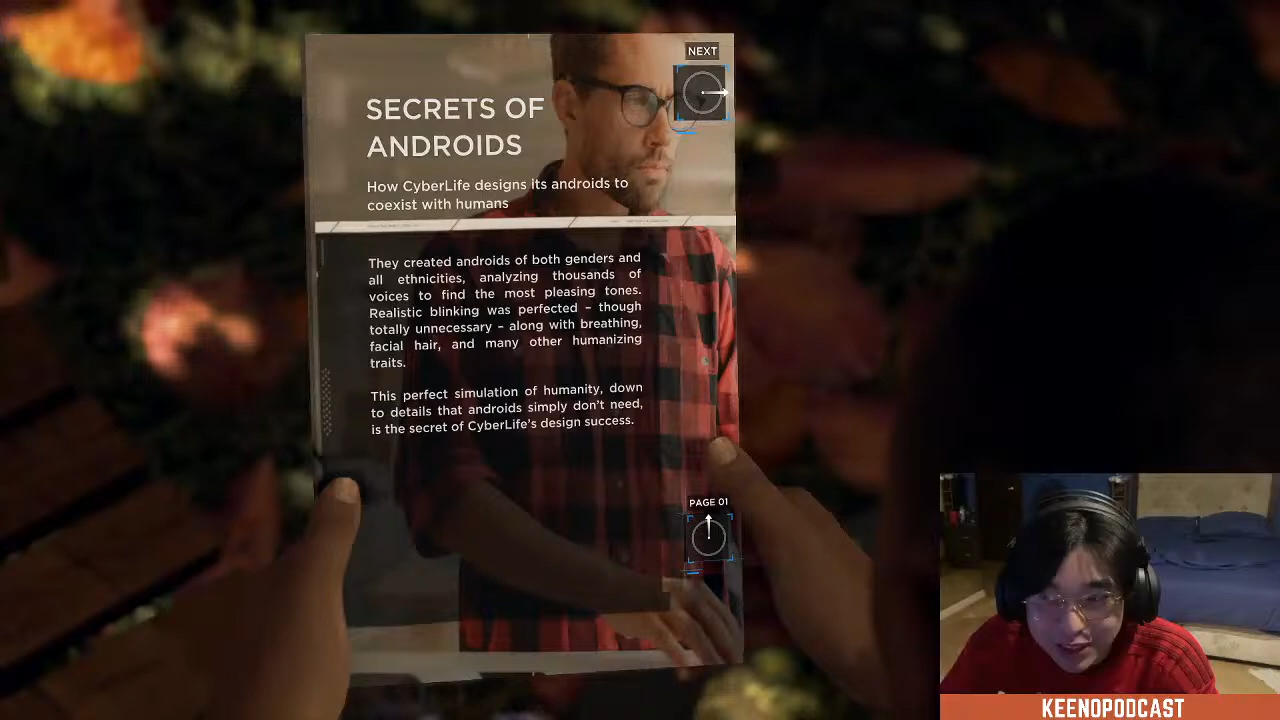 NEXT
SECRETS OF
ANDROIDS
How CyberLife designs its androids to
coexist with humans
They created androids of both genders and
all ethnicities, analyzing thousands of
voices to find the most pleasing tones.
Realistic blinking was perfected – though
totally unnecessary – along with breathing,
facial hair, and many other humanizing
traits.
This perfect simulation of humanity, down
to details that androids simply don't need,
is the secret of CyberLife's design success.
PAGE 01
KEENOPODCAST